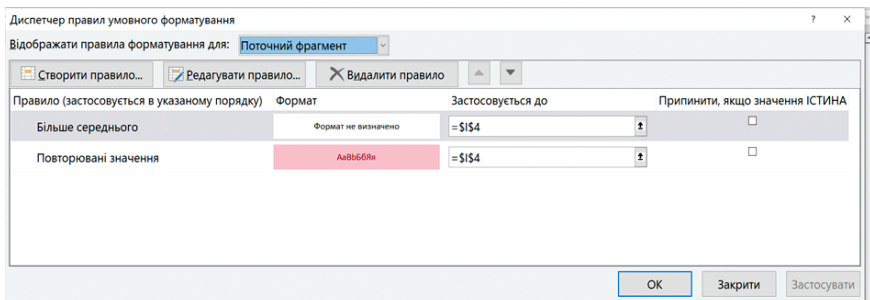 Диспетчер правил умовного форматування ? ×
Відображати правила форматування для: Поточний фрагмент
Створити правило... Редагувати правило... Видалити правило
Правило (застосовується в указаному порядку) Формат Застосовується до Припинити, якщо значення ІСТИНА
Більше середнього Формат не визначено =$I$4
Повторювані значення АаВbБбЯя =$I$4
ОК Закрити Застосувати